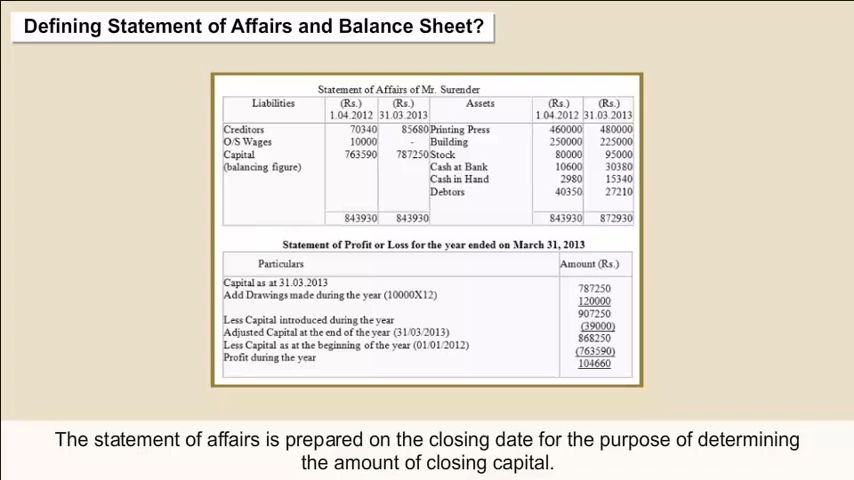 Defining Statement of Affairs and Balance Sheet?
Statement of Affairs of Mr. Surender
Liabilities (Rs.) (Rs.) Assets (Rs.) (Rs.)
1.04.2012 31.03.2013 1.04.2012 31.03.2013
Creditors 70340 85680 Printing Press 460000 480000
O/S Wages 10000 - Building 250000 225000
Capital 763590 787250 Stock 80000 95000
(balancing figure) Cash at Bank 10600 30380
Cash in Hand 2980 15340
Debtors 40350 27210
843930 843930 843930 872930
Statement of Profit or Loss for the year ended on March 31, 2013
Particulars Amount (Rs.)
Capital as at 31.03.2013 787250
Add Drawings made during the year (10000X12) 120000
907250
Less Capital introduced during the year (39000)
Adjusted Capital at the end of the year (31/03/2013) 868250
Less Capital as at the beginning of the year (01/01/2012) (763590)
Profit during the year 104660
The statement of affairs is prepared on the closing date for the purpose of determining
the amount of closing capital.